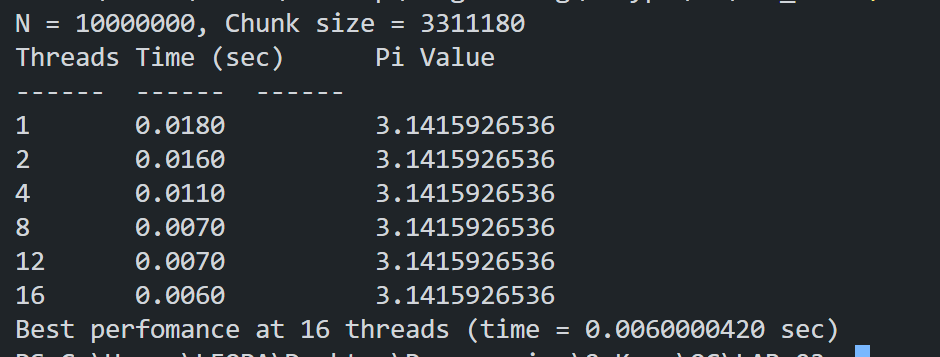 N = 10000000, Chunk size = 3311180
Threads Time (sec)      Pi Value
------  ------  ------
1       0.0180          3.1415926536
2       0.0160          3.1415926536
4       0.0110          3.1415926536
8       0.0070          3.1415926536
12      0.0070          3.1415926536
16      0.0060          3.1415926536
Best perfomance at 16 threads (time = 0.0060000420 sec)